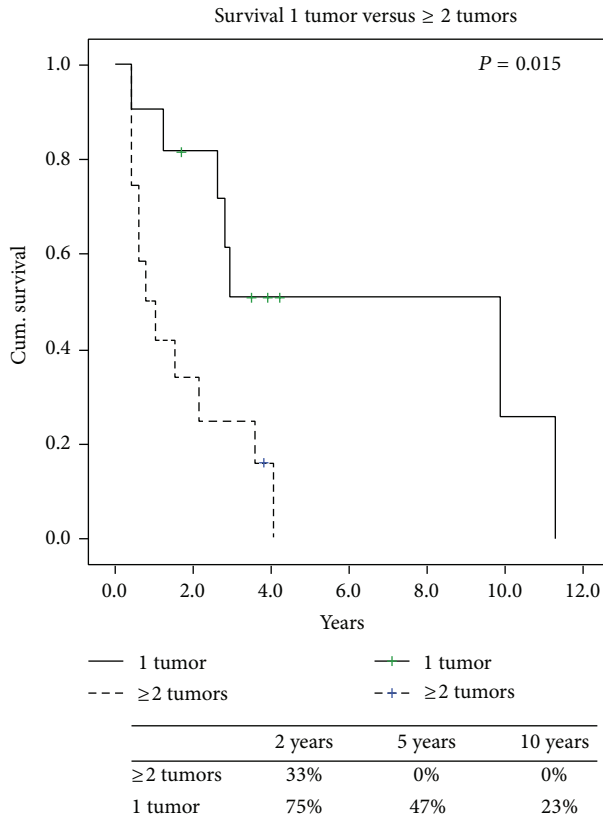 Survival 1 tumor versus ≥ 2 tumors
P = 0.015
1.0
0.8
0.6
0.4
0.2
0.0
Cum. survival
0.0 2.0 4.0 6.0 8.0 10.0 12.0
Years
1 tumor 1 tumor
≥2 tumors ≥2 tumors
2 years 5 years 10 years
≥2 tumors 33% 0% 0%
1 tumor 75% 47% 23%